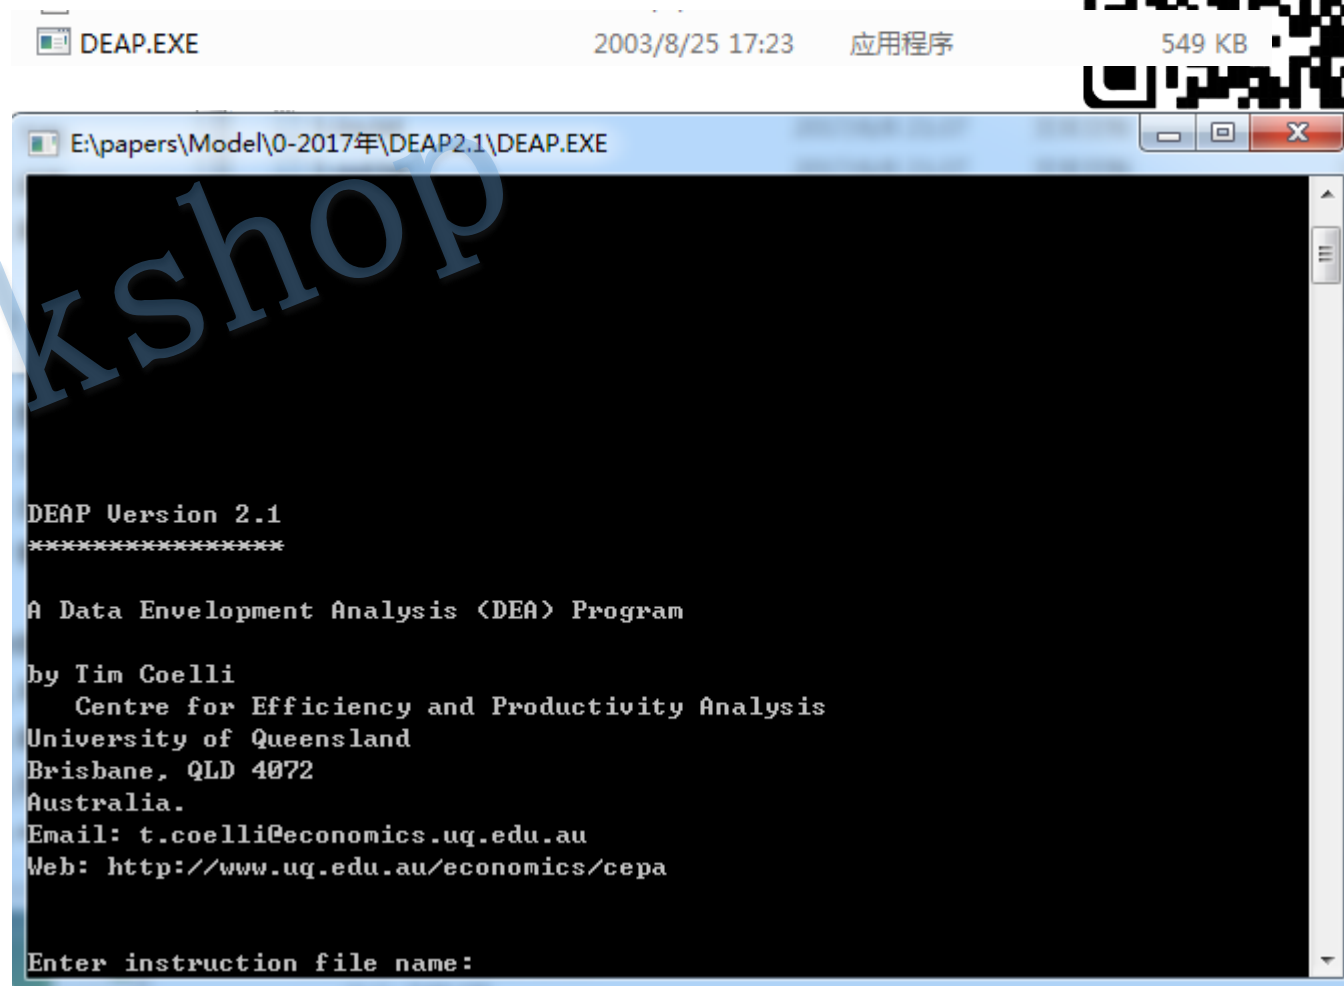 DEAP.EXE 2003/8/25 17:23 应用程序 549 KB
E:\papers\Model\0-2017年\DEAP2.1\DEAP.EXE
kshop
DEAP Version 2.1
****************
A Data Envelopment Analysis (DEA) Program
by Tim Coelli
Centre for Efficiency and Productivity Analysis
University of Queensland
Brisbane, QLD 4072
Australia.
Email: t.coelli@economics.uq.edu.au
Web: http://www.uq.edu.au/economics/cepa
Enter instruction file name: